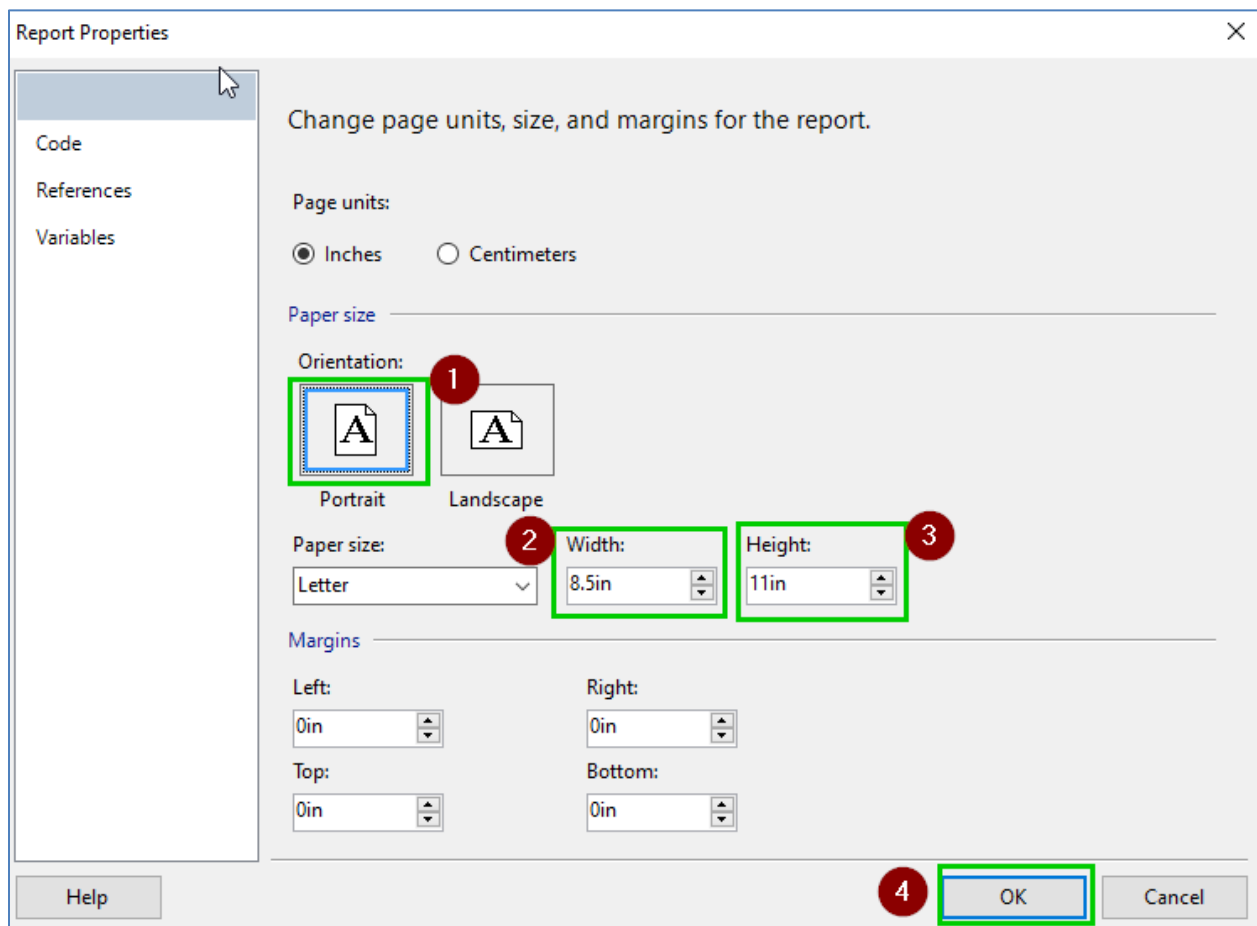 Report Properties
Code
References
Variables
Change page units, size, and margins for the report.
Page units:
Inches Centimeters
Paper size
Orientation:
1
A A
Portrait Landscape
Paper size: 2 Width: Height: 3
Letter 8.5in 11in
Margins
Left: Right:
0in 0in
Top: Bottom:
0in 0in
Help 4 OK Cancel